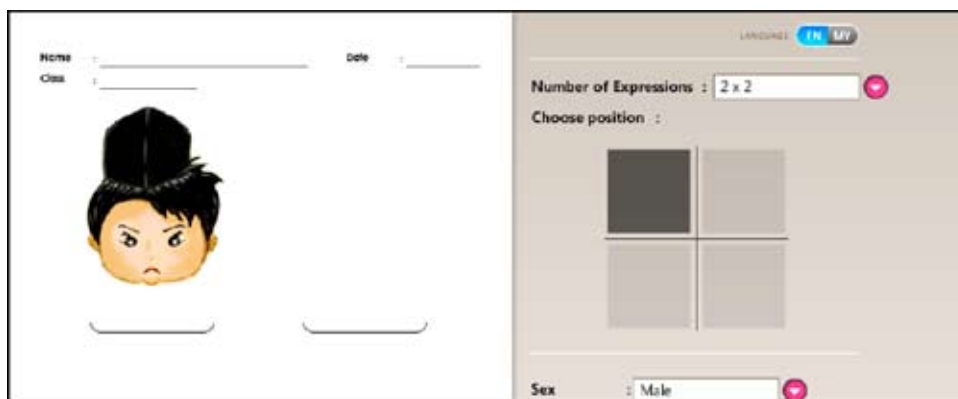 Name :
Date :
Class :
LANGUAGE EN MY
Number of Expressions : 2 x 2
Choose position :
Sex : Male